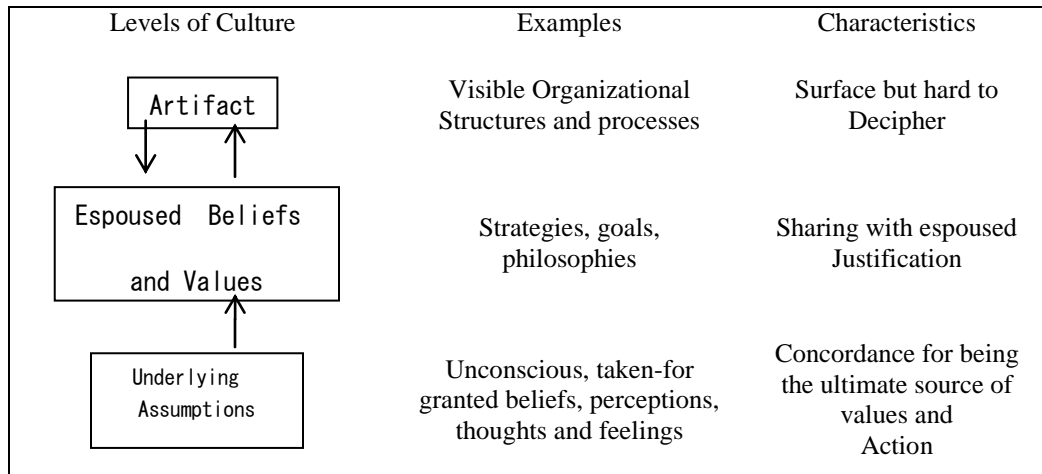 Levels of Culture Examples Characteristics
Artifact
Visible Organizational
Structures and processes
Surface but hard to
Decipher
Espoused Beliefs
and Values
Strategies, goals,
philosophies
Sharing with espoused
Justification
Underlying
Assumptions
Unconscious, taken-for
granted beliefs, perceptions,
thoughts and feelings
Concordance for being
the ultimate source of
values and
Action